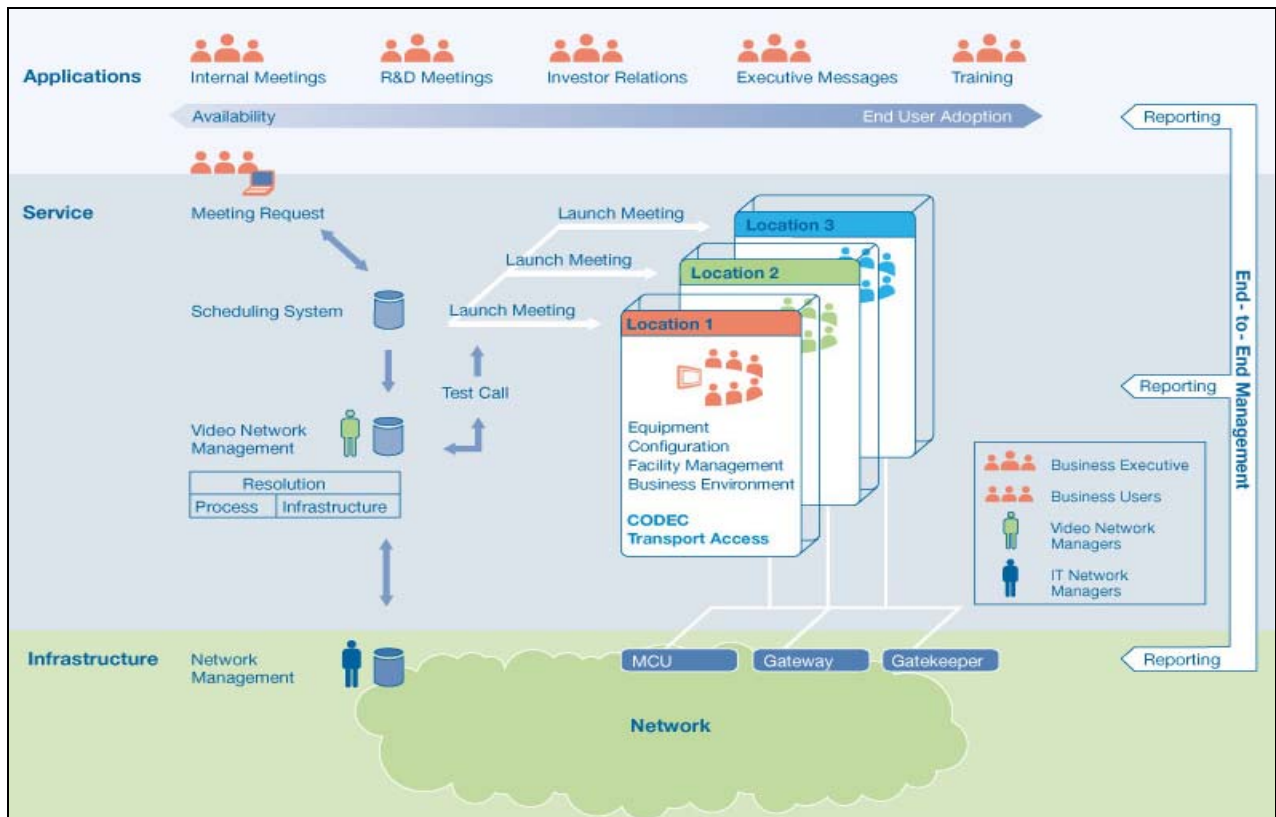 Applications
Internal Meetings
R&D Meetings
Investor Relations
Executive Messages
Training
Availability
End User Adoption
Reporting
Service
Meeting Request
Launch Meeting
Location 3
Launch Meeting
Location 2
Scheduling System
Launch Meeting
Location 1
Test Call
Reporting
End - to - End Management
Video Network
Management
Resolution
Process
Infrastructure
Equipment
Configuration
Facility Management
Business Environment
CODEC
Transport Access
Business Executive
Business Users
Video Network
Managers
IT Network
Managers
Infrastructure
Network
Management
MCU
Gateway
Gatekeeper
Reporting
Network